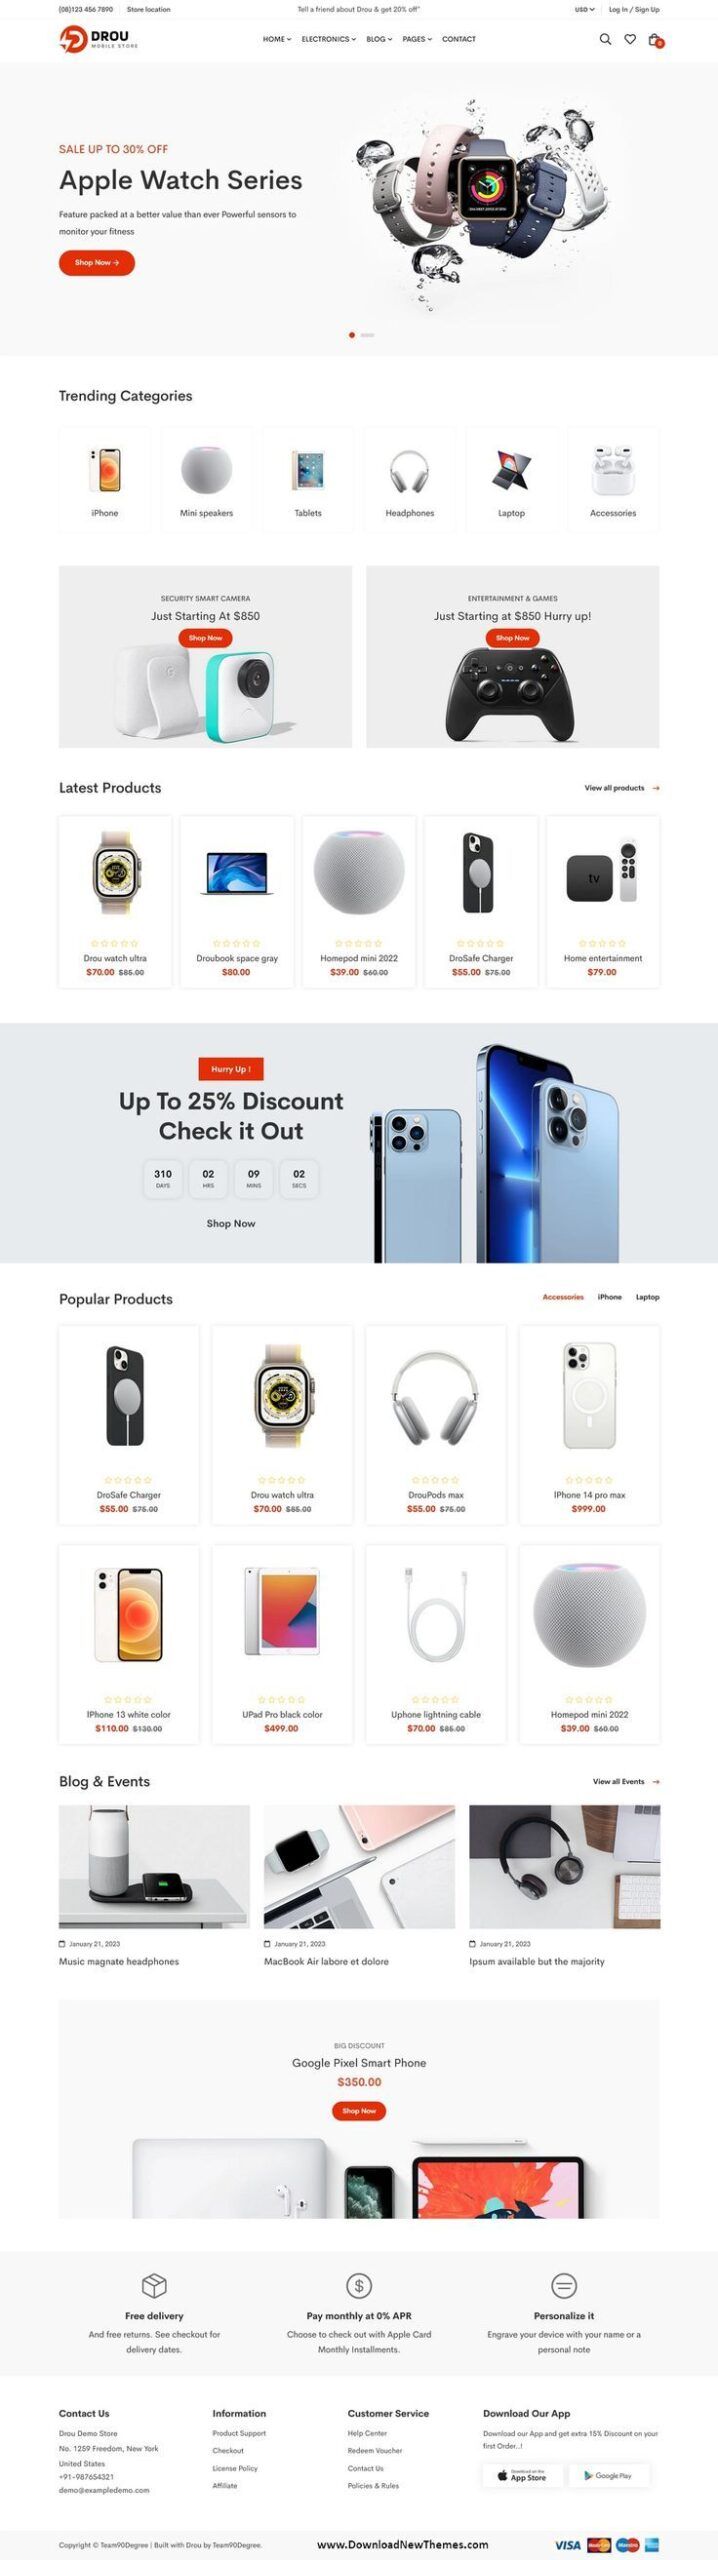 (08)123 456 7890
Store location
Tell a friend about Drou & get 20% off*
USD
Log In / Sign Up
DROU
MOBILE STORE
HOME
ELECTRONICS
BLOG
PAGES
CONTACT
0
SALE UP TO 30% OFF
Apple Watch Series
Feature packed at a better value than ever Powerful sensors to
monitor your fitness
Shop Now →
Trending Categories
iPhone
Mini speakers
Tablets
Headphones
Laptop
Accessories
SECURITY SMART CAMERA
Just Starting At $850
Shop Now
ENTERTAINMENT & GAMES
Just Starting at $850 Hurry up!
Shop Now
Latest Products
View all products →
tv
Drou watch ultra
$70.00 $85.00
Droubook space gray
$80.00
Homepod mini 2022
$39.00 $60.00
DroSafe Charger
$55.00 $75.00
Home entertainment
$79.00
Hurry Up !
Up To 25% Discount
Check it Out
310 02 09 02
DAYS HRS MINS SECS
Shop Now
Popular Products
Accessories
iPhone
Laptop
DroSafe Charger
$55.00 $75.00
Drou watch ultra
$70.00 $85.00
DrouPods max
$55.00 $75.00
IPhone 14 pro max
$999.00
IPhone 13 white color
$110.00 $130.00
UPad Pro black color
$499.00
Uphone lightning cable
$70.00 $85.00
Homepod mini 2022
$39.00 $60.00
Blog & Events
View all Events →
January 21, 2023
Music magnate headphones
January 21, 2023
MacBook Air labore et dolore
January 21, 2023
Ipsum available but the majority
BIG DISCOUNT
Google Pixel Smart Phone
$350.00
Shop Now
Free delivery
And free returns. See checkout for
delivery dates.
Pay monthly at 0% APR
Choose to check out with Apple Card
Monthly Installments.
Personalize it
Engrave your device with your name or a
personal note
Contact Us
Drou Demo Store
No. 1259 Freedom, New York
United States
+91-987654321
demo@exampledemo.com
Information
Product Support
Checkout
License Policy
Affiliate
Customer Service
Help Center
Redeem Voucher
Contact Us
Policies & Rules
Download Our App
Download our App and get extra 15% Discount on your
first Order..!
Download on the
App Store
Google Play
Copyright © Team90Degree | Built with Drou by Team90Degree.
www.DownloadNewThemes.com
VISA
MasterCard
Maestro